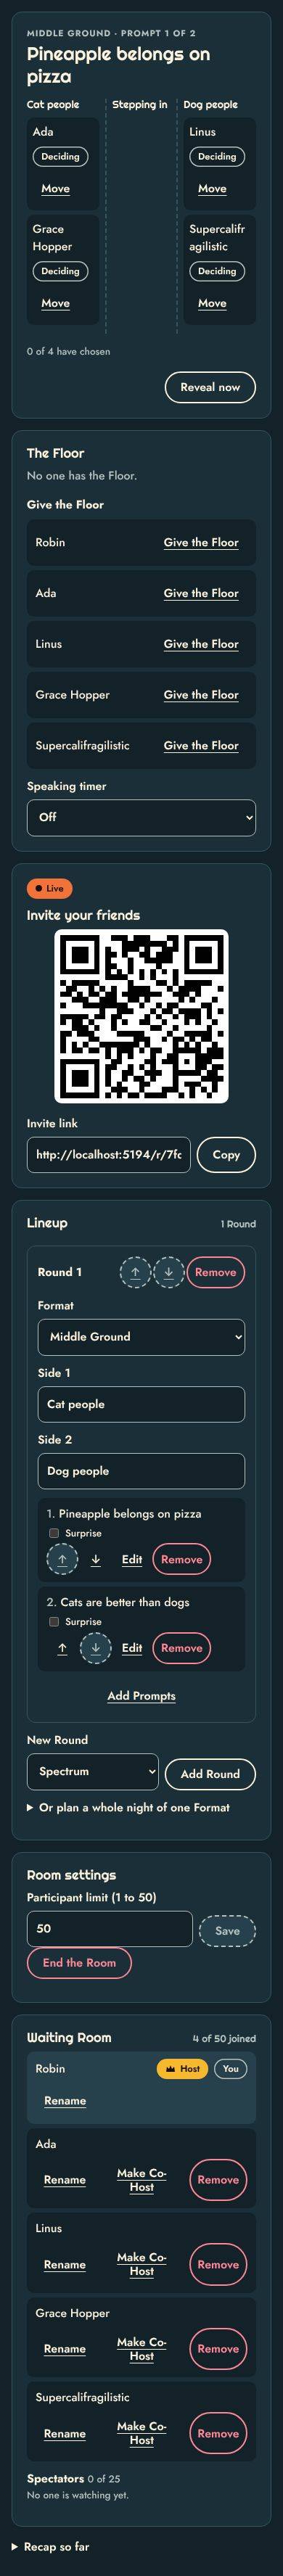 MIDDLE GROUND · PROMPT 1 OF 2
Pineapple belongs on
pizza
Cat people
Stepping in
Dog people
Ada
Deciding
Move
Grace
Hopper
Deciding
Move
Linus
Deciding
Move
Supercalifr
agilistic
Deciding
Move
0 of 4 have chosen
Reveal now
The Floor
No one has the Floor.
Give the Floor
Robin
Give the Floor
Ada
Give the Floor
Linus
Give the Floor
Grace Hopper
Give the Floor
Supercalifragilistic
Give the Floor
Speaking timer
Off
Live
Invite your friends
Invite link
http://localhost:5194/r/7fc
Copy
Lineup
1 Round
Round 1
↑
↓
Remove
Format
Middle Ground
Side 1
Cat people
Side 2
Dog people
1. Pineapple belongs on pizza
Surprise
↑
↓
Edit
Remove
2. Cats are better than dogs
Surprise
↑
↓
Edit
Remove
Add Prompts
New Round
Spectrum
Add Round
Or plan a whole night of one Format
Room settings
Participant limit (1 to 50)
50
Save
End the Room
Waiting Room
4 of 50 joined
Robin
Host
You
Rename
Ada
Rename
Make Co-
Host
Remove
Linus
Rename
Make Co-
Host
Remove
Grace Hopper
Rename
Make Co-
Host
Remove
Supercalifragilistic
Rename
Make Co-
Host
Remove
Spectators 0 of 25
No one is watching yet.
Recap so far